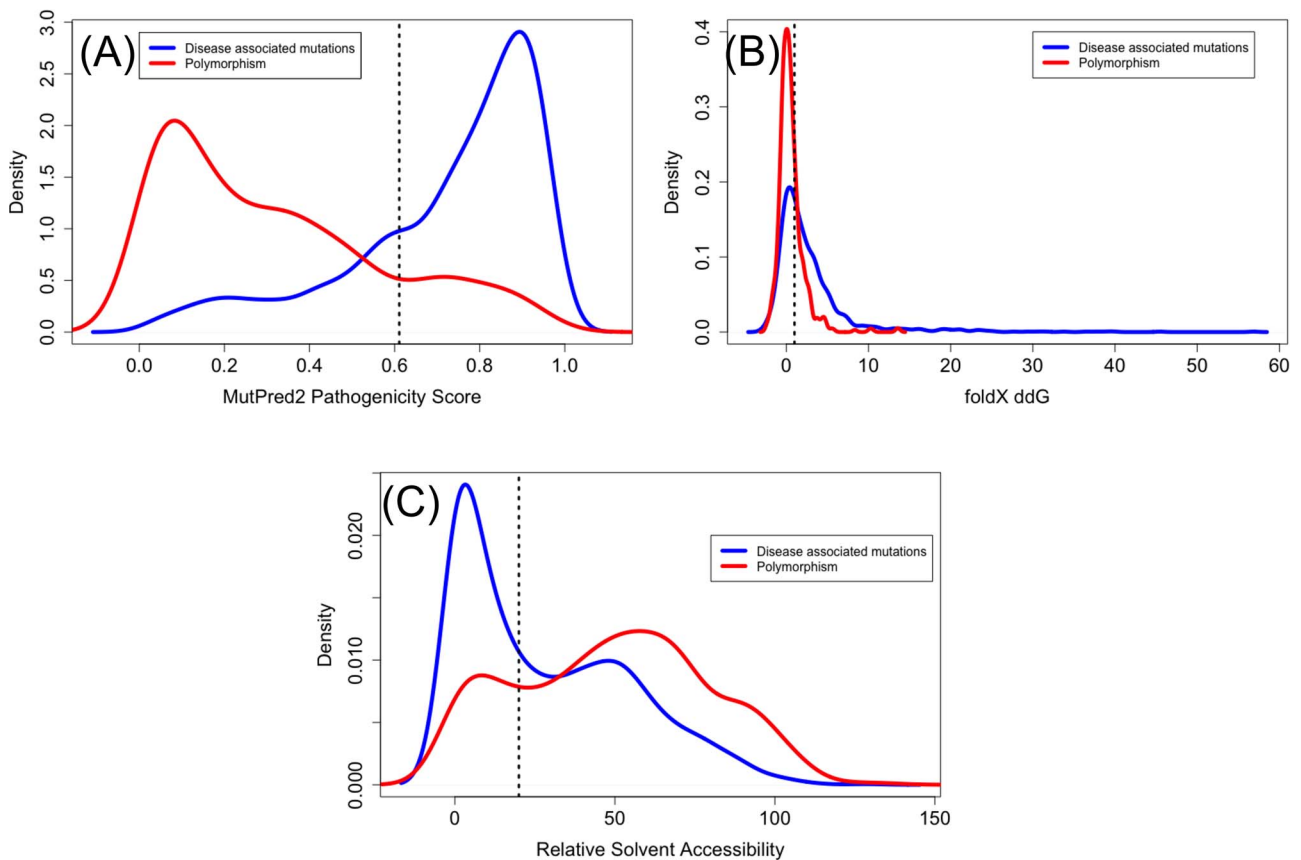 (A)
Disease associated mutations
Polymorphism
Density
0.0 0.5 1.0 1.5 2.0 2.5 3.0
0.0 0.2 0.4 0.6 0.8 1.0
MutPred2 Pathogenicity Score
(B)
Disease associated mutations
Polymorphism
Density
0.0 0.1 0.2 0.3 0.4
0 10 20 30 40 50 60
foldX ddG
(C)
Disease associated mutations
Polymorphism
Density
0.000 0.010 0.020
0 50 100 150
Relative Solvent Accessibility